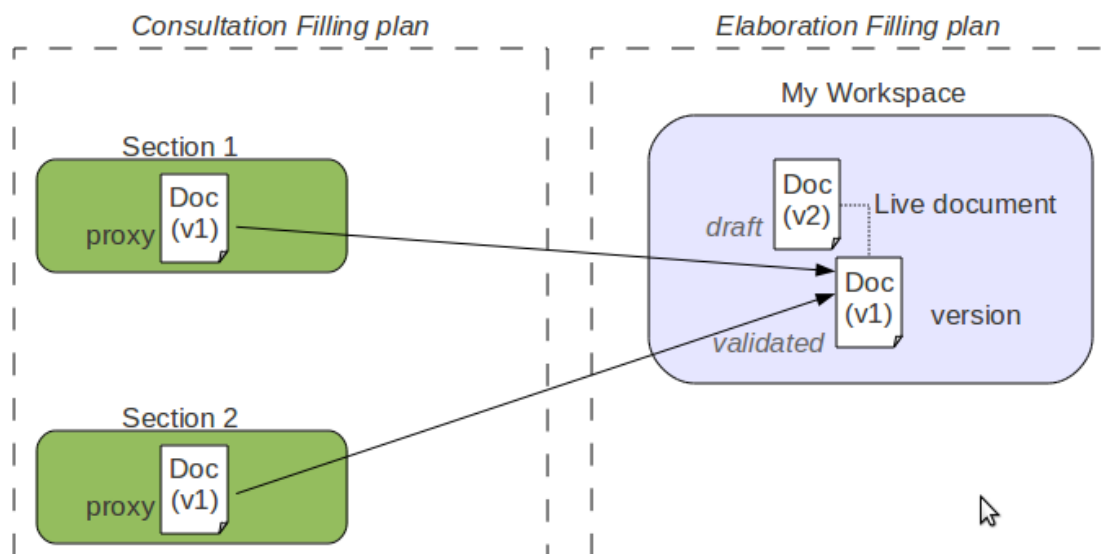 Consultation Filling plan
Elaboration Filling plan
My Workspace
Section 1
Doc
(v1)
proxy
Doc
(v2)
draft
Live document
Doc
(v1)
version
validated
Section 2
Doc
(v1)
proxy